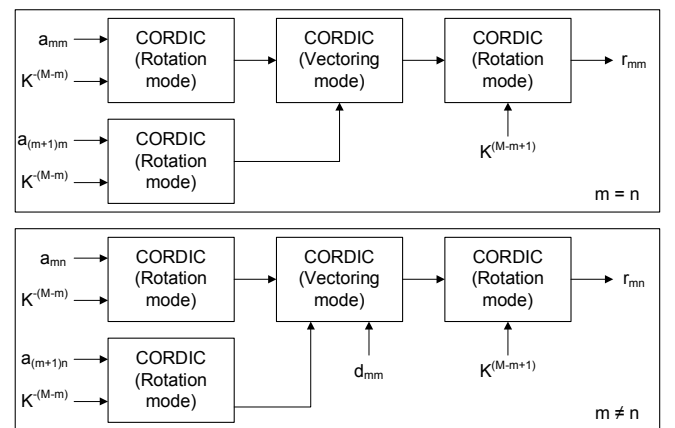 a_mm
K^-(M-m)
CORDIC
(Rotation
mode)
CORDIC
(Vectoring
mode)
CORDIC
(Rotation
mode)
r_mm
a_(m+1)m
K^-(M-m)
CORDIC
(Rotation
mode)
K^(M-m+1)
m = n
a_mn
K^-(M-m)
CORDIC
(Rotation
mode)
CORDIC
(Vectoring
mode)
CORDIC
(Rotation
mode)
r_mn
a_(m+1)n
K^-(M-m)
CORDIC
(Rotation
mode)
d_mm
K^(M-m+1)
m ≠ n